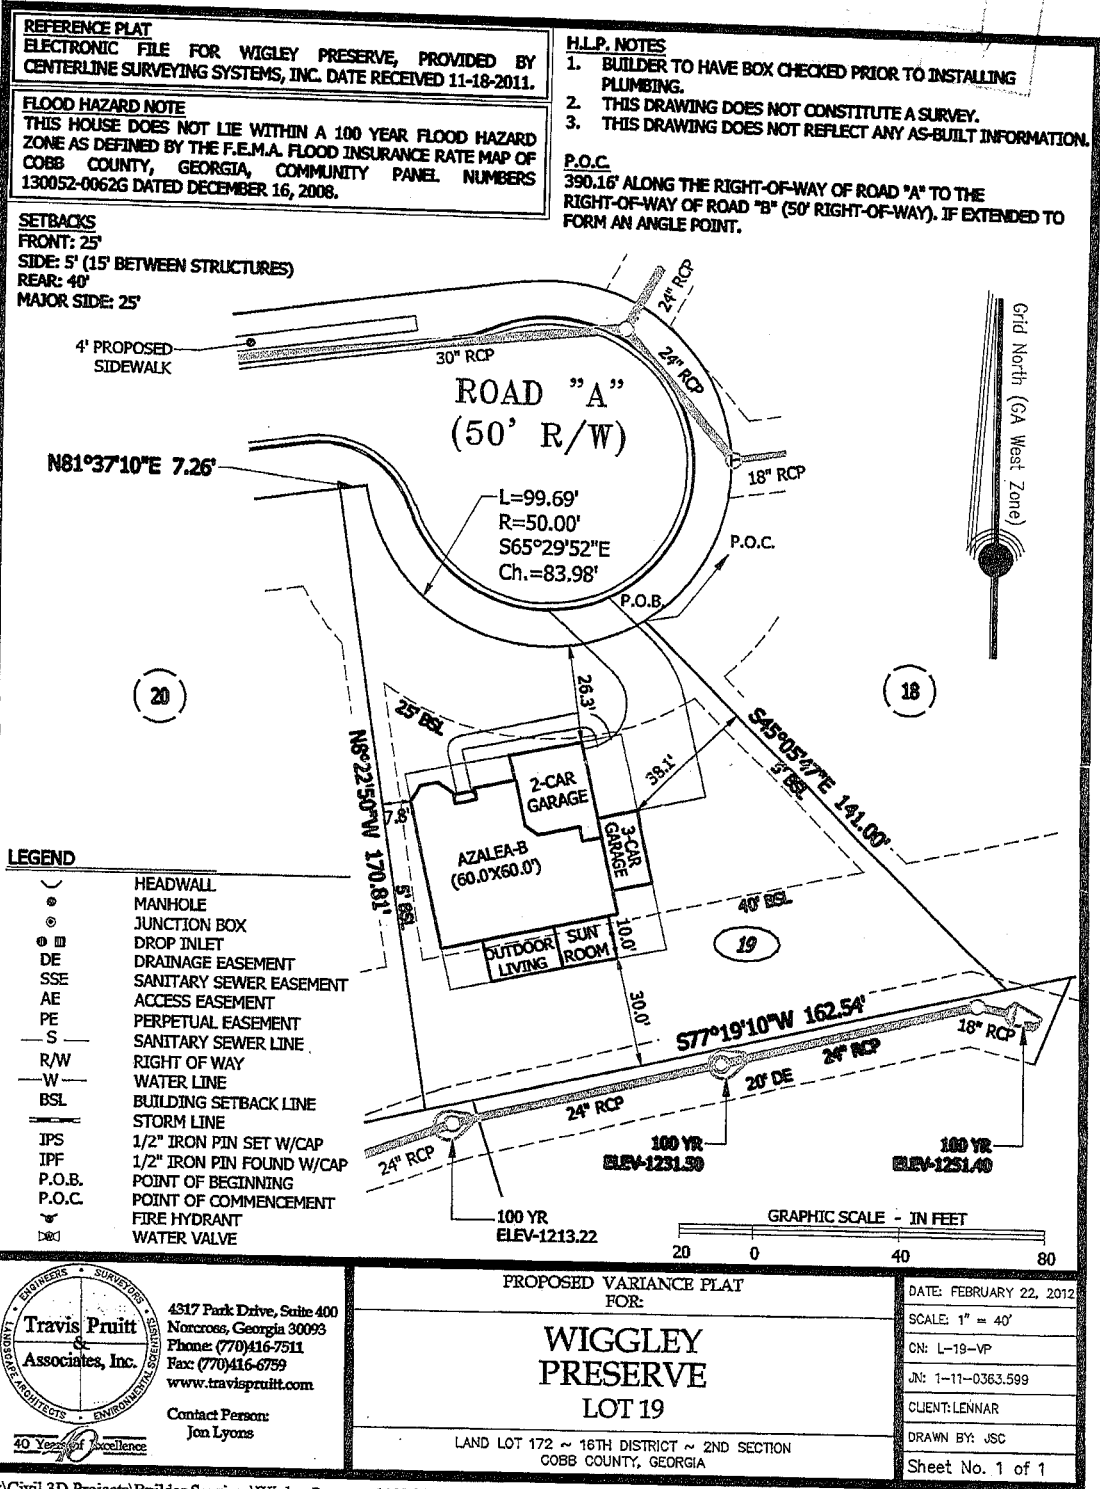 REFERENCE PLAT
ELECTRONIC FILE FOR WIGLEY PRESERVE, PROVIDED BY
CENTERLINE SURVEYING SYSTEMS, INC. DATE RECEIVED 11-18-2011.
FLOOD HAZARD NOTE
THIS HOUSE DOES NOT LIE WITHIN A 100 YEAR FLOOD HAZARD
ZONE AS DEFINED BY THE F.E.M.A. FLOOD INSURANCE RATE MAP OF
COBB COUNTY, GEORGIA, COMMUNITY PANEL NUMBERS
130052-0062G DATED DECEMBER 16, 2008.
H.L.P. NOTES
1. BUILDER TO HAVE BOX CHECKED PRIOR TO INSTALLING
PLUMBING.
2. THIS DRAWING DOES NOT CONSTITUTE A SURVEY.
3. THIS DRAWING DOES NOT REFLECT ANY AS-BUILT INFORMATION.
P.O.C.
390.16' ALONG THE RIGHT-OF-WAY OF ROAD "A" TO THE
RIGHT-OF-WAY OF ROAD "B" (50' RIGHT-OF-WAY). IF EXTENDED TO
FORM AN ANGLE POINT.
SETBACKS
FRONT: 25'
SIDE: 5' (15' BETWEEN STRUCTURES)
REAR: 40'
MAJOR SIDE: 25'
4' PROPOSED
SIDEWALK
30" RCP
24" RCP
24" RCP
18" RCP
ROAD "A"
(50' R/W)
Grid North (GA West Zone)
N81°37'10"E 7.26'
L=99.69'
R=50.00'
S65°29'52"E
Ch.=83.98'
P.O.C.
P.O.B.
20
18
26.3'
25' BSL
N8°22'50"W 170.81'
S45°05'47"E 141.00'
5' BSL
38.1'
7.8'
2-CAR
GARAGE
3-CAR
GARAGE
AZALEA-B
(60.0'X60.0')
5' BSL
40' BSL
OUTDOOR
LIVING
SUN
ROOM
10.0'
19
30.0'
S77°19'10"W 162.54'
18" RCP
24" RCP
20' DE
24" RCP
24" RCP
100 YR
ELEV-1231.30
100 YR
ELEV-1251.40
100 YR
ELEV-1213.22
LEGEND
HEADWALL
MANHOLE
JUNCTION BOX
DROP INLET
DE DRAINAGE EASEMENT
SSE SANITARY SEWER EASEMENT
AE ACCESS EASEMENT
PE PERPETUAL EASEMENT
S SANITARY SEWER LINE
R/W RIGHT OF WAY
W WATER LINE
BSL BUILDING SETBACK LINE
STORM LINE
IPS 1/2" IRON PIN SET W/CAP
IPF 1/2" IRON PIN FOUND W/CAP
P.O.B. POINT OF BEGINNING
P.O.C. POINT OF COMMENCEMENT
FIRE HYDRANT
WATER VALVE
GRAPHIC SCALE - IN FEET
20 0 40 80
ENGINEERS • SURVEYORS
LANDSCAPE ARCHITECTS • ENVIRONMENTAL SCIENTISTS
Travis Pruitt
&
Associates, Inc.
40 Years of Excellence
4317 Park Drive, Suite 400
Norcross, Georgia 30093
Phone: (770)416-7511
Fax: (770)416-6759
www.travispruitt.com
Contact Person:
Jon Lyons
PROPOSED VARIANCE PLAT
FOR:
WIGGLEY
PRESERVE
LOT 19
LAND LOT 172 ~ 16TH DISTRICT ~ 2ND SECTION
COBB COUNTY, GEORGIA
DATE: FEBRUARY 22, 2012
SCALE: 1" = 40'
CN: L-19-VP
JN: 1-11-0363.599
CLIENT: LENNAR
DRAWN BY: JSC
Sheet No. 1 of 1